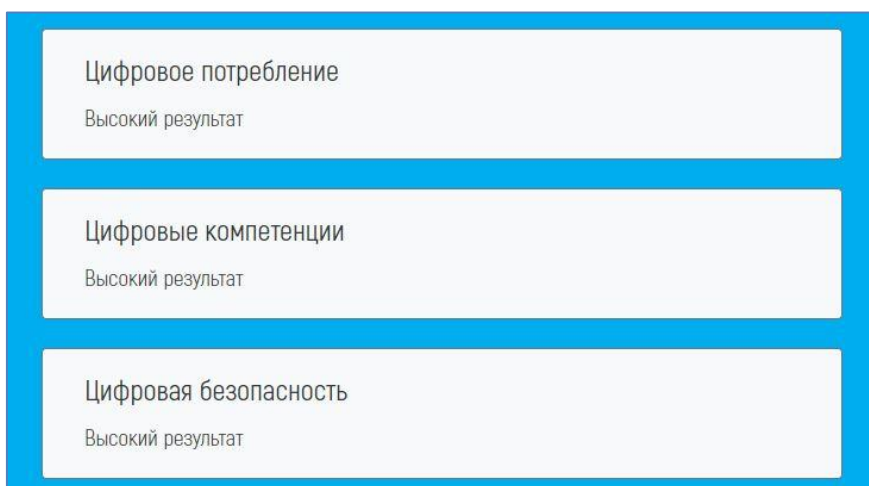 Цифровое потребление
Высокий результат
Цифровые компетенции
Высокий результат
Цифровая безопасность
Высокий результат